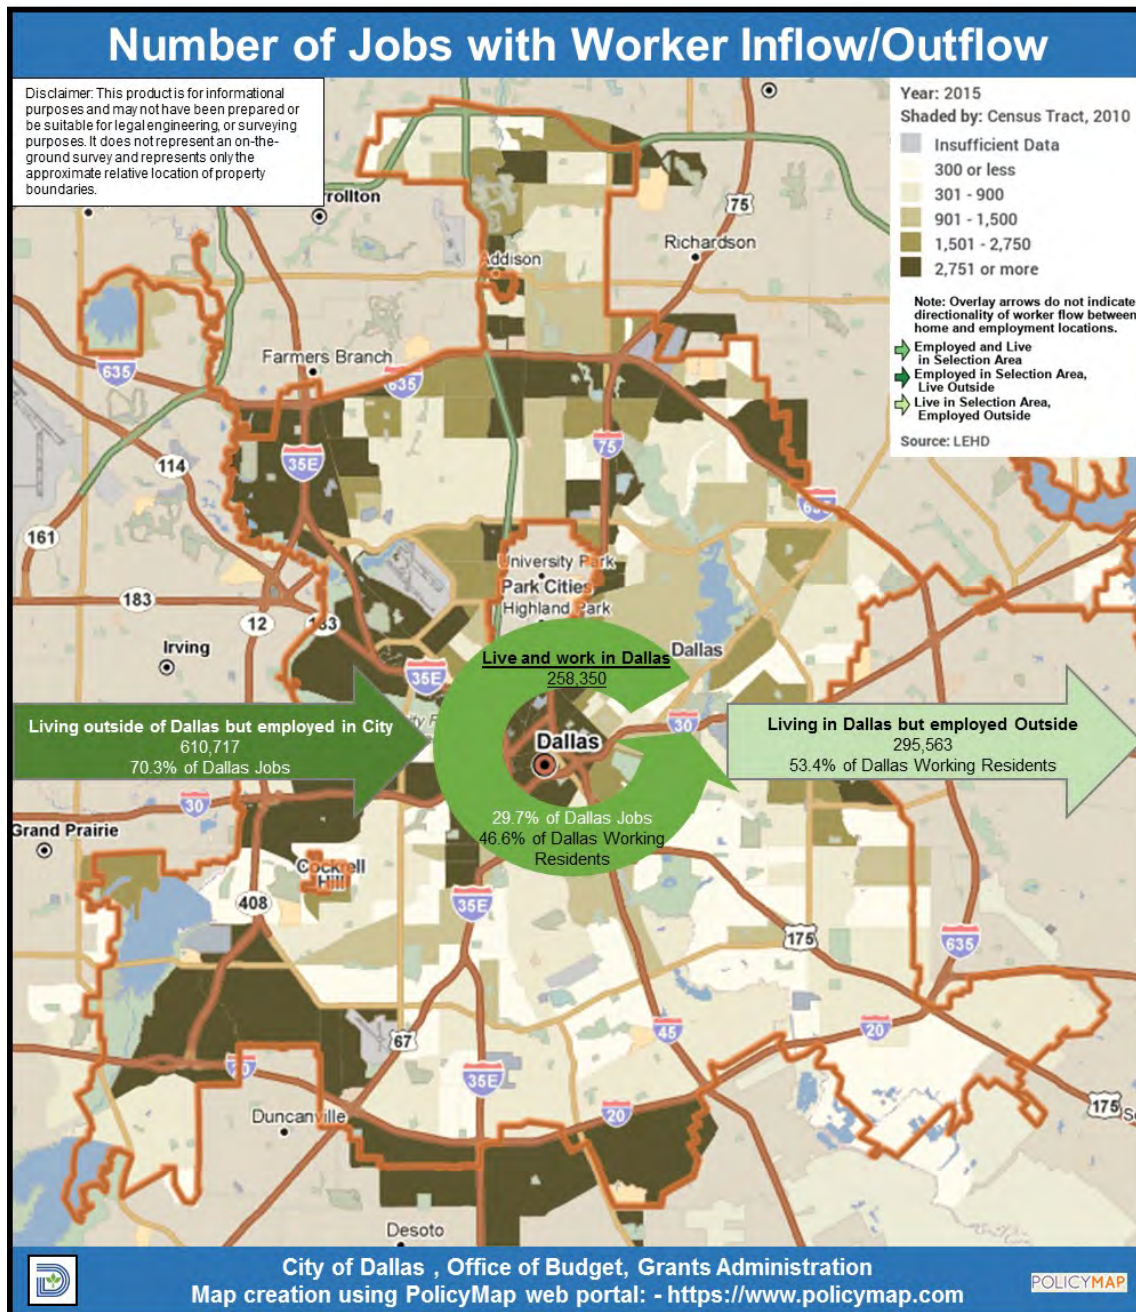 Number of Jobs with Worker Inflow/Outflow
Disclaimer: This product is for informational
purposes and may not have been prepared or
be suitable for legal engineering, or surveying
purposes. It does not represent an on-the-
ground survey and represents only the
approximate relative location of property
boundaries.
Year: 2015
Shaded by: Census Tract, 2010
Insufficient Data
300 or less
301 - 900
901 - 1,500
1,501 - 2,750
2,751 or more
Note: Overlay arrows do not indicate
directionality of worker flow between
home and employment locations.
Employed and Live
in Selection Area
Employed in Selection Area,
Live Outside
Live in Selection Area,
Employed Outside
Source: LEHD
rrollton
75
Richardson
Addison
Farmers Branch
635
635
35E
75
114
635
161
University Park
Park Cities
Highland Park
183
12
183
Irving
35E
Dallas
Live and work in Dallas
258,350
30
Living outside of Dallas but employed in City
610,717
70.3% of Dallas Jobs
Dallas
Living in Dallas but employed Outside
295,563
53.4% of Dallas Working Residents
30
29.7% of Dallas Jobs
46.6% of Dallas Working
Residents
Grand Prairie
Cockrell
Hill
408
35E
175
635
67
45
20
20
35E
20
175
Duncanville
Desoto
City of Dallas , Office of Budget, Grants Administration
Map creation using PolicyMap web portal: - https://www.policymap.com
POLICYMAP